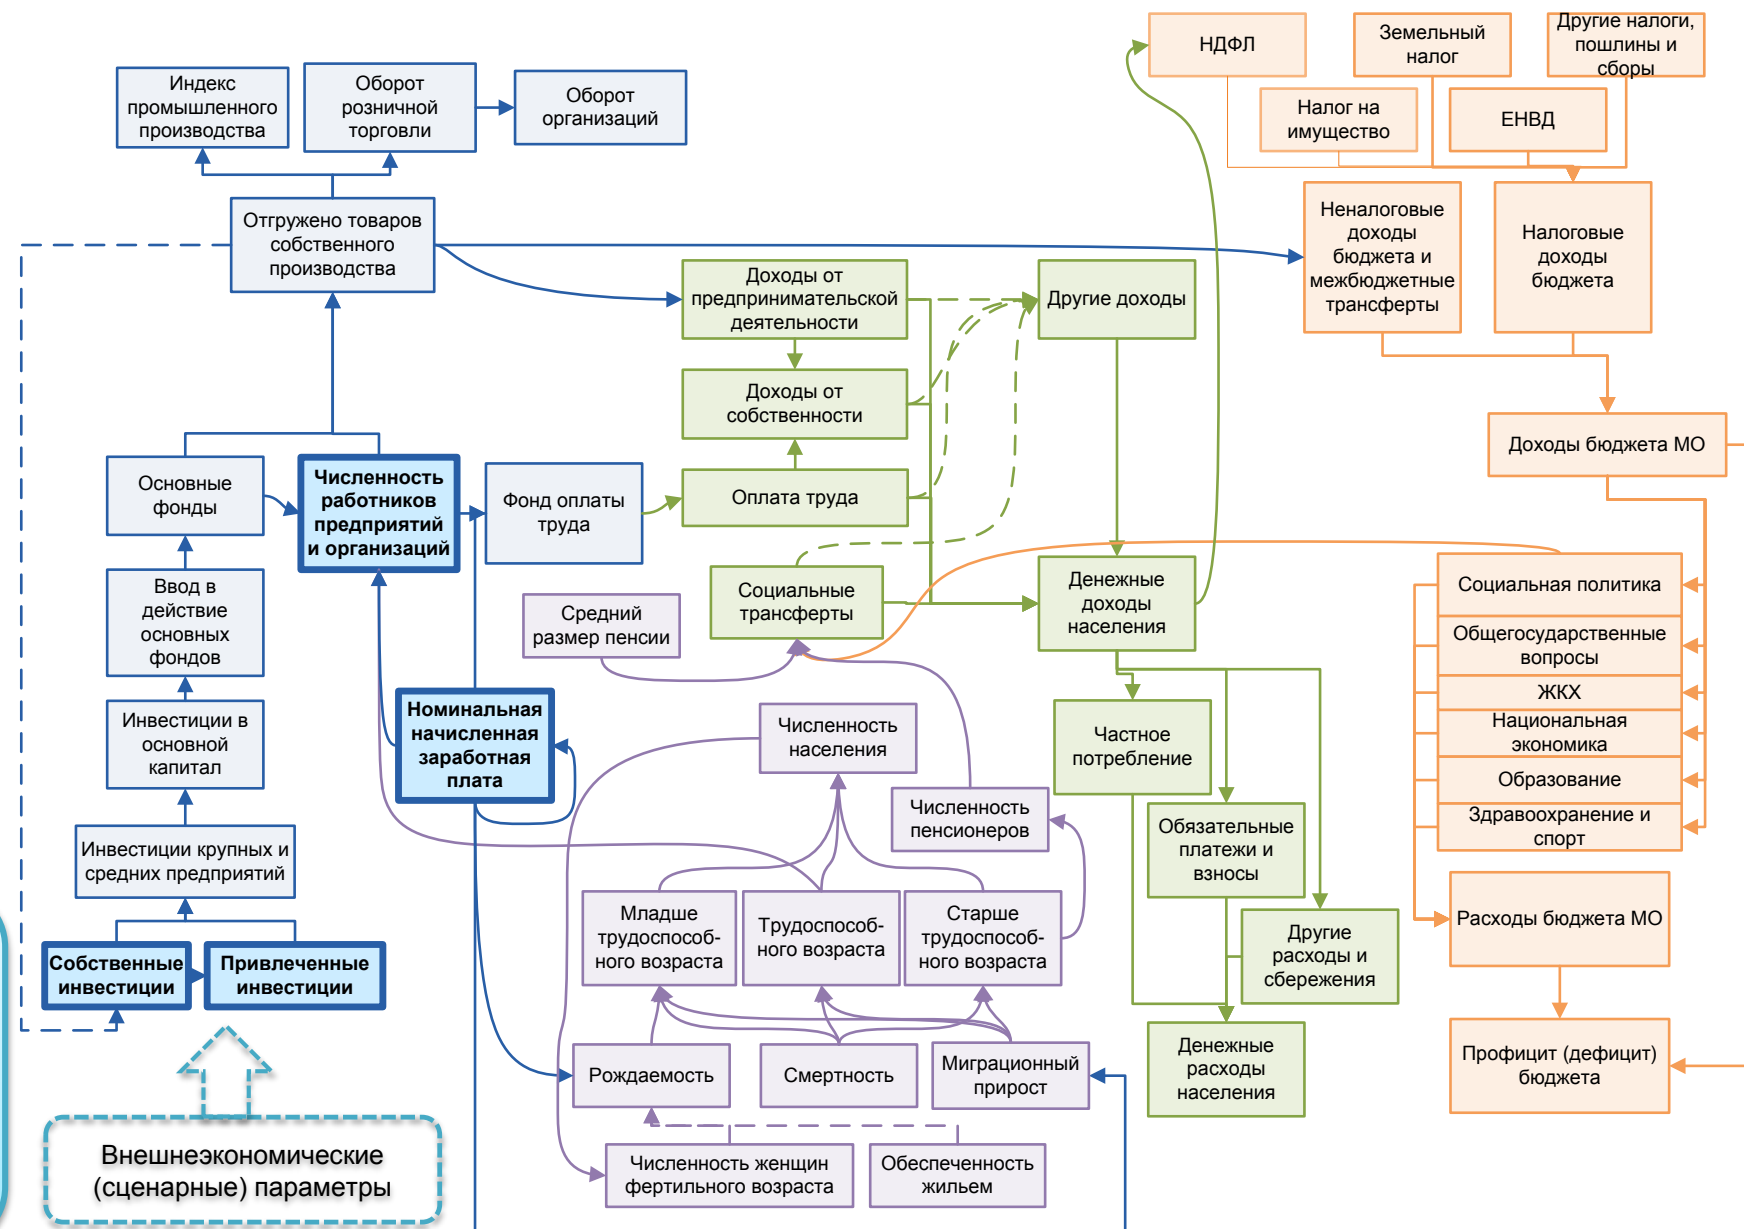 НДФЛ
Земельный
налог
Другие налоги,
пошлины и
сборы
Налог на
имущество
ЕНВД
Индекс
промышленного
производства
Оборот
розничной
торговли
Оборот
организаций
Отгружено товаров
собственного
производства
Неналоговые
доходы
бюджета и
межбюджетные
трансферты
Налоговые
доходы
бюджета
Доходы от
предпринимательской
деятельности
Другие доходы
Доходы от
собственности
Доходы бюджета МО
Основные
фонды
Численность
работников
предприятий
и организаций
Фонд оплаты
труда
Оплата труда
Ввод в
действие
основных
фондов
Социальные
трансферты
Средний
размер пенсии
Денежные
доходы
населения
Социальная политика
Общегосударственные
вопросы
ЖКХ
Национальная
экономика
Образование
Здравоохранение и
спорт
Инвестиции в
основной
капитал
Номинальная
начисленная
заработная
плата
Численность
населения
Частное
потребление
Численность
пенсионеров
Обязательные
платежи и
взносы
Инвестиции крупных и
средних предприятий
Младше
трудоспособ-
ного возраста
Трудоспособ-
ного возраста
Старше
трудоспособ-
ного возраста
Другие
расходы и
сбережения
Расходы бюджета МО
Собственные
инвестиции
Привлеченные
инвестиции
Рождаемость
Смертность
Миграционный
прирост
Денежные
расходы
населения
Профицит (дефицит)
бюджета
Внешнеэкономические
(сценарные) параметры
Численность женщин
фертильного возраста
Обеспеченность
жильем